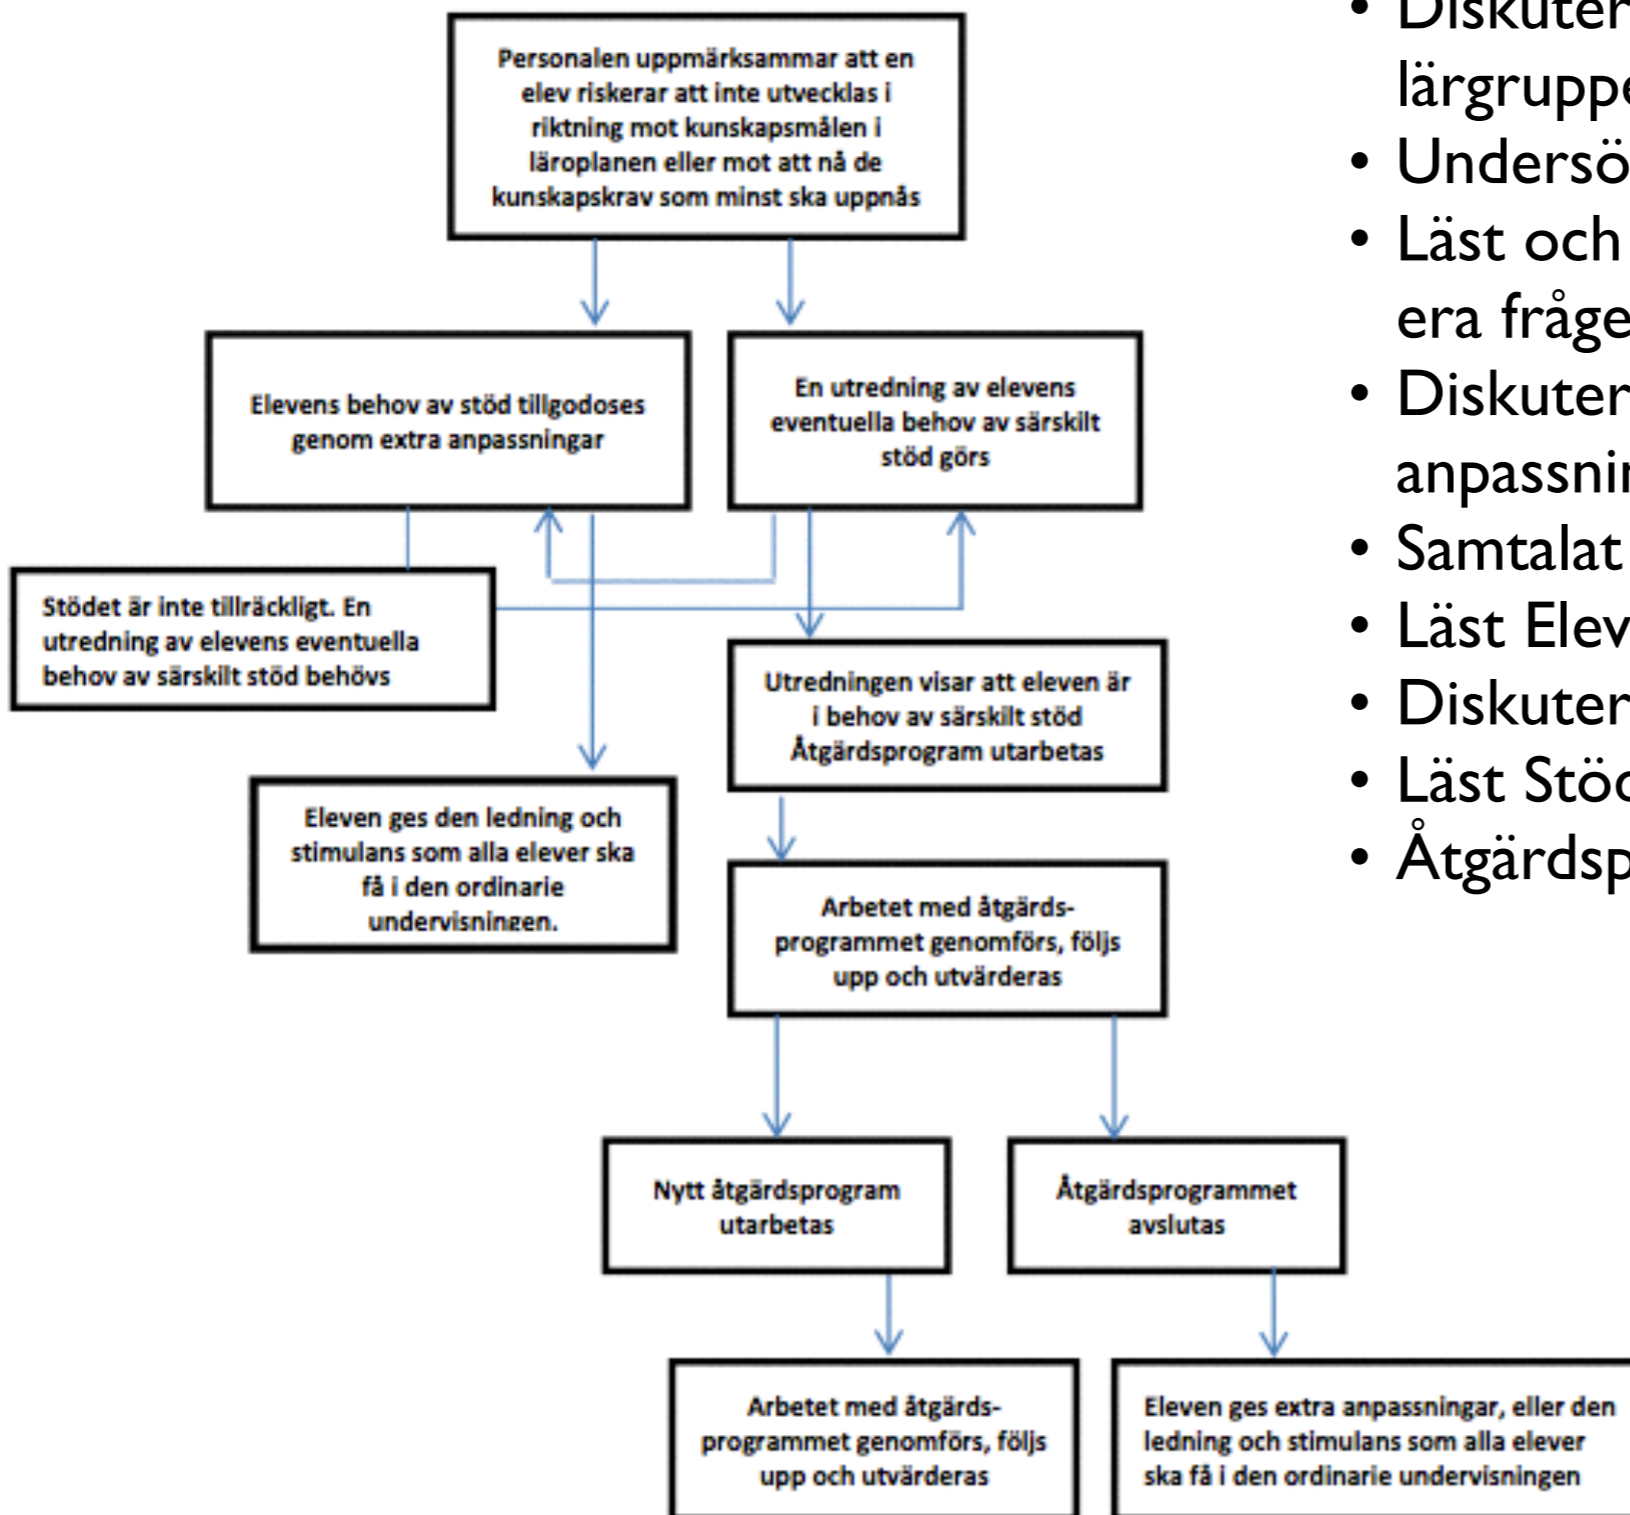 Personalen uppmärksammar att en
elev riskerar att inte utvecklas i
riktning mot kunskapsmålen i
läroplanen eller mot att nå de
kunskapskrav som minst ska uppnås
Elevens behov av stöd tillgodoses
genom extra anpassningar
En utredning av elevens
eventuella behov av särskilt
stöd görs
Stödet är inte tillräckligt. En
utredning av elevens eventuella
behov av särskilt stöd behövs
Utredningen visar att eleven är
i behov av särskilt stöd
Åtgärdsprogram utarbetas
Eleven ges den ledning och
stimulans som alla elever ska
få i den ordinarie
undervisningen.
Arbetet med åtgärds-
programmet genomförs, följs
upp och utvärderas
Nytt åtgärdsprogram
utarbetas
Åtgärdsprogrammet
avslutas
Arbetet med åtgärds-
programmet genomförs, följs
upp och utvärderas
Eleven ges extra anpassningar, eller den
ledning och stimulans som alla elever
ska få i den ordinarie undervisningen
• Diskuter
lärgruppe
• Undersö
• Läst och
era fråge
• Diskuter
anpassnin
• Samtalat
• Läst Elev
• Diskuter
• Läst Stöd
• Åtgärdsp